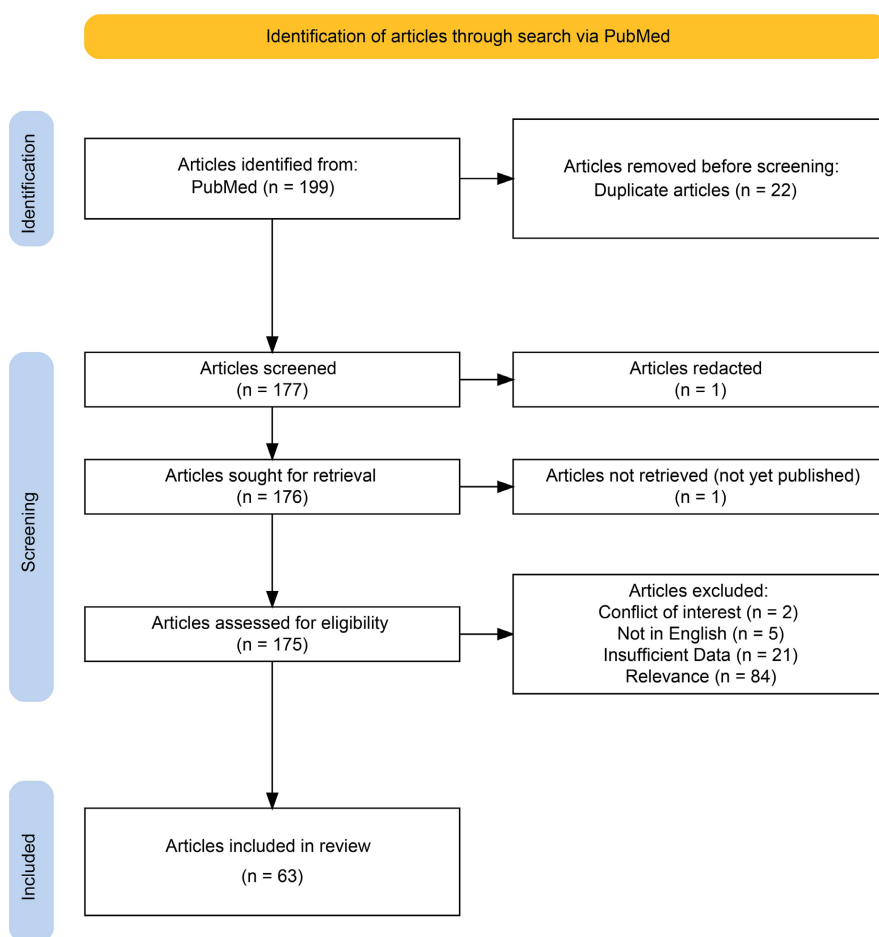 Identification of articles through search via PubMed
Identification
Articles identified from:
PubMed (n = 199)
Articles removed before screening:
Duplicate articles (n = 22)
Screening
Articles screened
(n = 177)
Articles redacted
(n = 1)
Articles sought for retrieval
(n = 176)
Articles not retrieved (not yet published)
(n = 1)
Articles assessed for eligibility
(n = 175)
Articles excluded:
Conflict of interest (n = 2)
Not in English (n = 5)
Insufficient Data (n = 21)
Relevance (n = 84)
Included
Articles included in review
(n = 63)